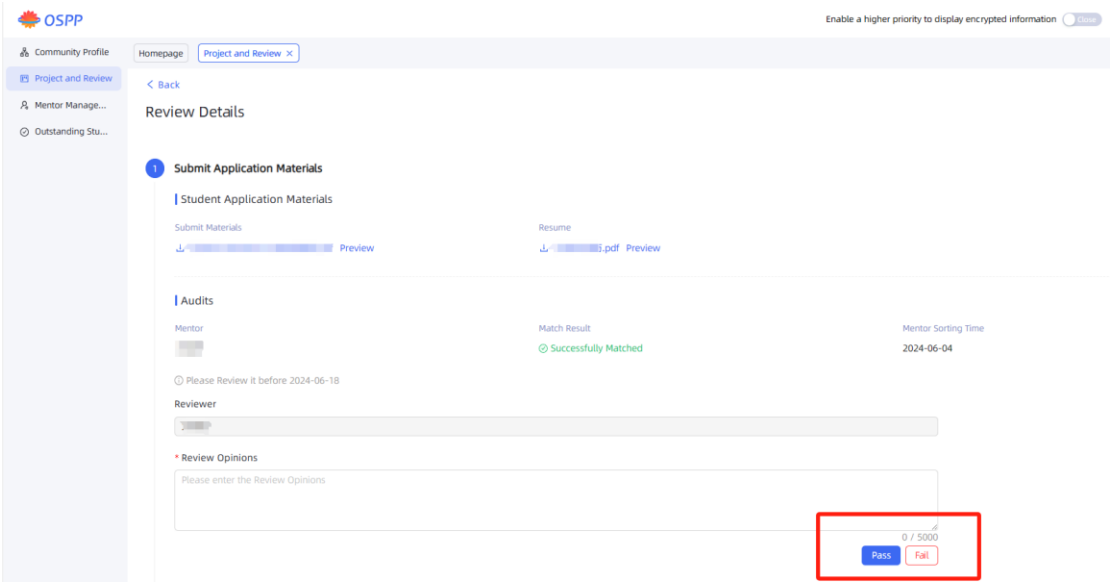 OSPP
Enable a higher priority to display encrypted information Close
Community Profile
Homepage
Project and Review ×
Project and Review
Mentor Manage...
Outstanding Stu...
< Back
Review Details
1 Submit Application Materials
Student Application Materials
Submit Materials Resume
Preview .pdf Preview
Audits
Mentor Match Result Mentor Sorting Time
Successfully Matched 2024-06-04
Please Review it before 2024-06-18
Reviewer
* Review Opinions
Please enter the Review Opinions
0 / 5000
Pass Fail